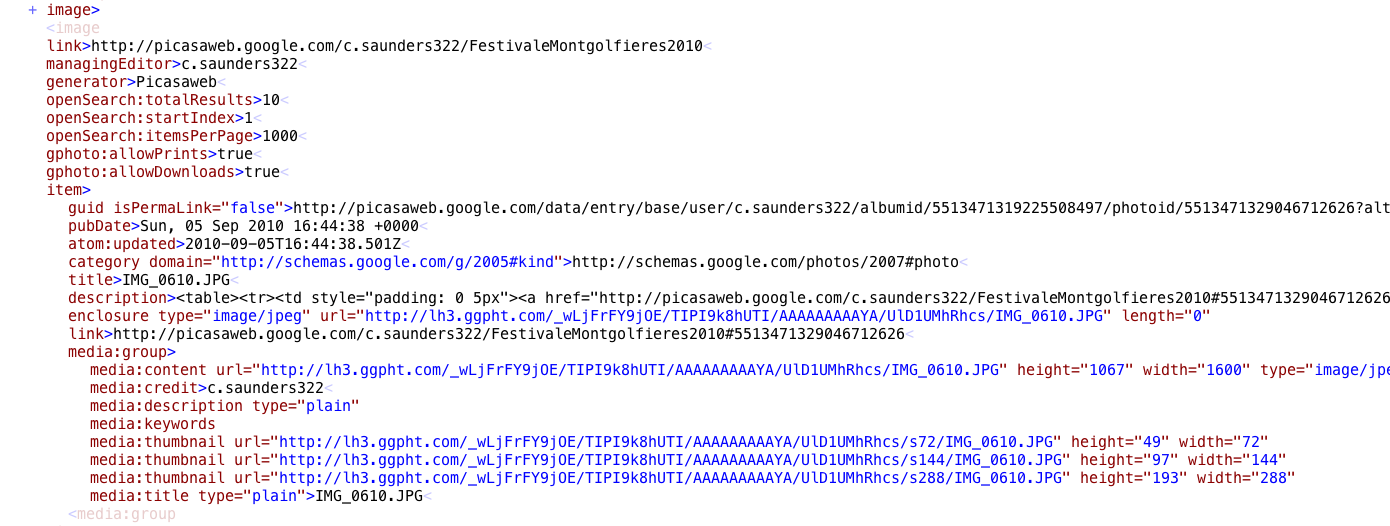 + image>
<image
link>http://picasaweb.google.com/c.saunders322/FestivaleMontgolfieres2010<
managingEditor>c.saunders322<
generator>Picasaweb<
openSearch:totalResults>10<
openSearch:startIndex>1<
openSearch:itemsPerPage>1000<
gphoto:allowPrints>true<
gphoto:allowDownloads>true<
item>
guid isPermaLink="false">http://picasaweb.google.com/data/entry/base/user/c.saunders322/albumid/5513471319225508497/photoid/5513471329046712626?alt
pubDate>Sun, 05 Sep 2010 16:44:38 +0000<
atom:updated>2010-09-05T16:44:38.501Z<
category domain="http://schemas.google.com/g/2005#kind">http://schemas.google.com/photos/2007#photo<
title>IMG_0610.JPG<
description><table><tr><td style="padding: 0 5px"><a href="http://picasaweb.google.com/c.saunders322/FestivaleMontgolfieres2010#5513471329046712626
enclosure type="image/jpeg" url="http://lh3.ggpht.com/_wLjFrFY9jOE/TIPI9k8hUTI/AAAAAAAAAYA/UlD1UMhRhcs/IMG_0610.JPG" length="0"
link>http://picasaweb.google.com/c.saunders322/FestivaleMontgolfieres2010#5513471329046712626<
media:group>
media:content url="http://lh3.ggpht.com/_wLjFrFY9jOE/TIPI9k8hUTI/AAAAAAAAAYA/UlD1UMhRhcs/IMG_0610.JPG" height="1067" width="1600" type="image/jpe
media:credit>c.saunders322<
media:description type="plain"
media:keywords
media:thumbnail url="http://lh3.ggpht.com/_wLjFrFY9jOE/TIPI9k8hUTI/AAAAAAAAAYA/UlD1UMhRhcs/s72/IMG_0610.JPG" height="49" width="72"
media:thumbnail url="http://lh3.ggpht.com/_wLjFrFY9jOE/TIPI9k8hUTI/AAAAAAAAAYA/UlD1UMhRhcs/s144/IMG_0610.JPG" height="97" width="144"
media:thumbnail url="http://lh3.ggpht.com/_wLjFrFY9jOE/TIPI9k8hUTI/AAAAAAAAAYA/UlD1UMhRhcs/s288/IMG_0610.JPG" height="193" width="288"
media:title type="plain">IMG_0610.JPG<
<media:group